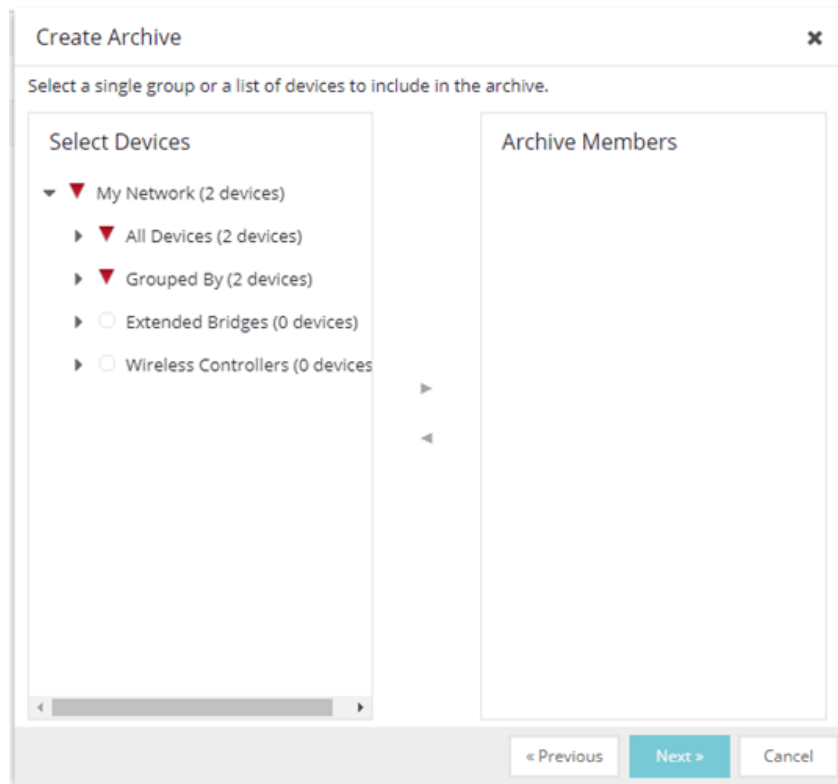 Create Archive
Select a single group or a list of devices to include in the archive.
Select Devices
My Network (2 devices)
All Devices (2 devices)
Grouped By (2 devices)
Extended Bridges (0 devices)
Wireless Controllers (0 devices
Archive Members
« Previous
Next »
Cancel